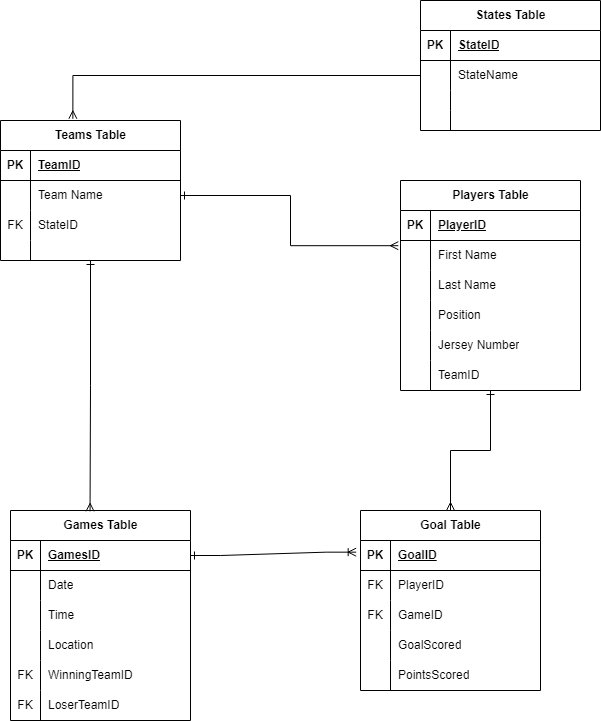 States Table
PK StateID
StateName
Teams Table
PK TeamID
Team Name
FK StateID
Players Table
PK PlayerID
First Name
Last Name
Position
Jersey Number
TeamID
Games Table
PK GamesID
Date
Time
Location
FK WinningTeamID
FK LoserTeamID
Goal Table
PK GoalID
FK PlayerID
FK GameID
GoalScored
PointsScored